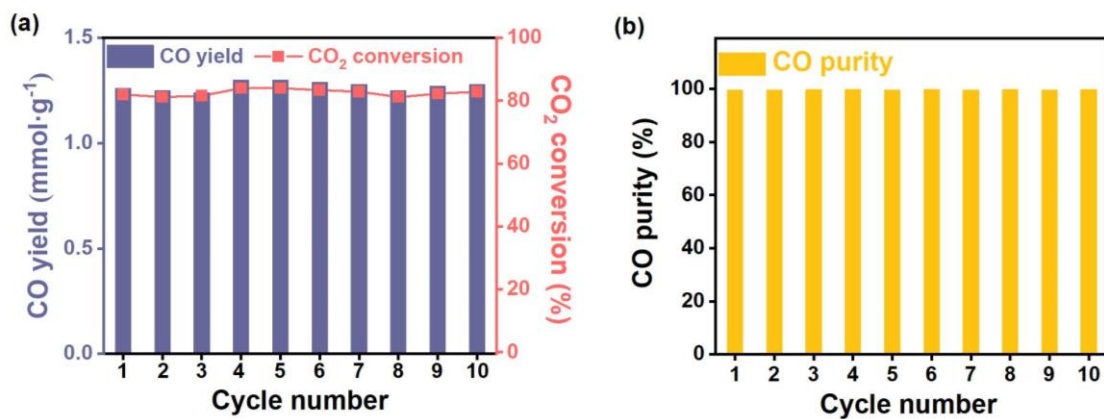 (a)
CO yield (mmol·g⁻¹)
1.5
1.0
0.5
0.0
CO yield
CO₂ conversion
100
80
60
40
20
0
CO₂ conversion (%)
1 2 3 4 5 6 7 8 9 10
Cycle number
(b)
CO purity (%)
100
80
60
40
20
0
CO purity
1 2 3 4 5 6 7 8 9 10
Cycle number